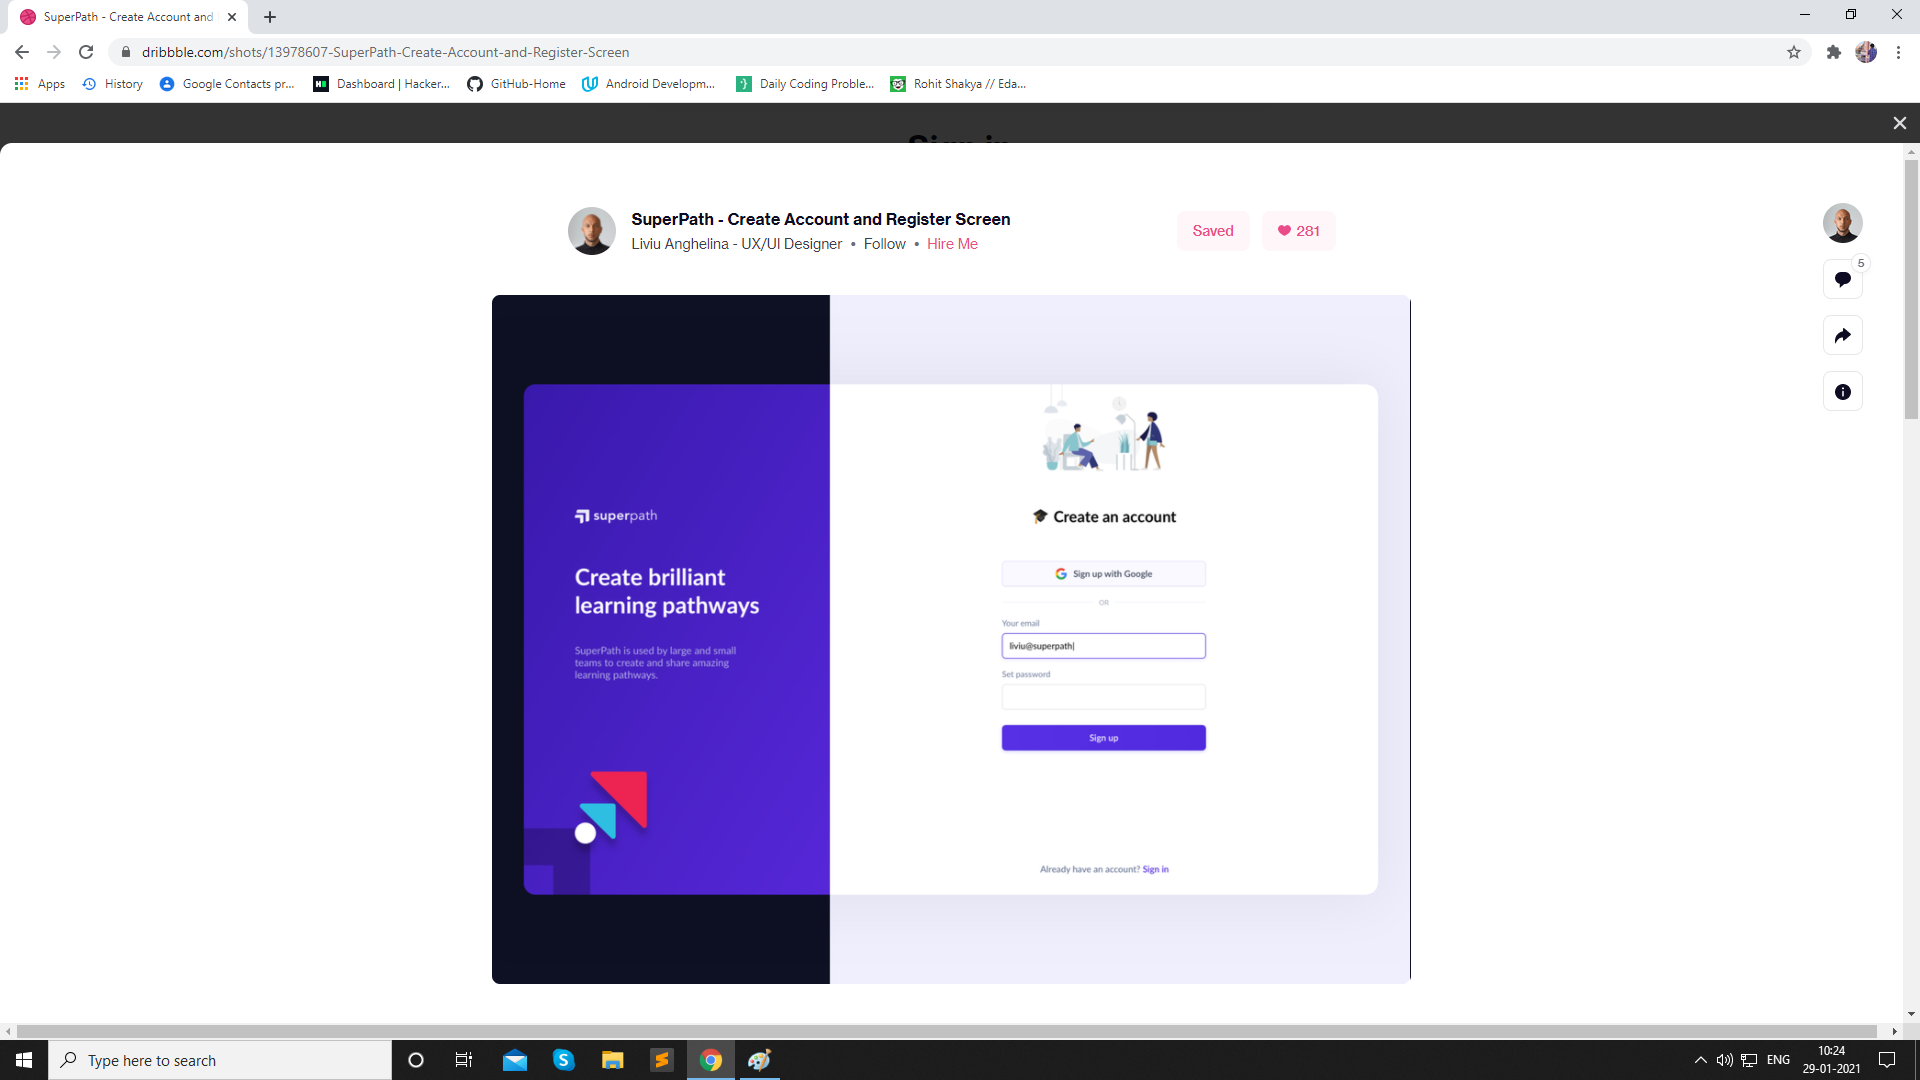 SuperPath - Create Account and
dribbble.com/shots/13978607-SuperPath-Create-Account-and-Register-Screen
Apps
History
Google Contacts pr...
Dashboard | Hacker...
GitHub-Home
Android Developm...
Daily Coding Proble...
Rohit Shakya // Eda...
SuperPath - Create Account and Register Screen
Liviu Anghelina - UX/UI Designer • Follow • Hire Me
Saved
281
5
superpath
Create brilliant
learning pathways
SuperPath is used by large and small
teams to create and share amazing
learning pathways.
Create an account
Sign up with Google
OR
Your email
liviu@superpath
Set password
Sign up
Already have an account? Sign in
Type here to search
ENG
10:24
29-01-2021